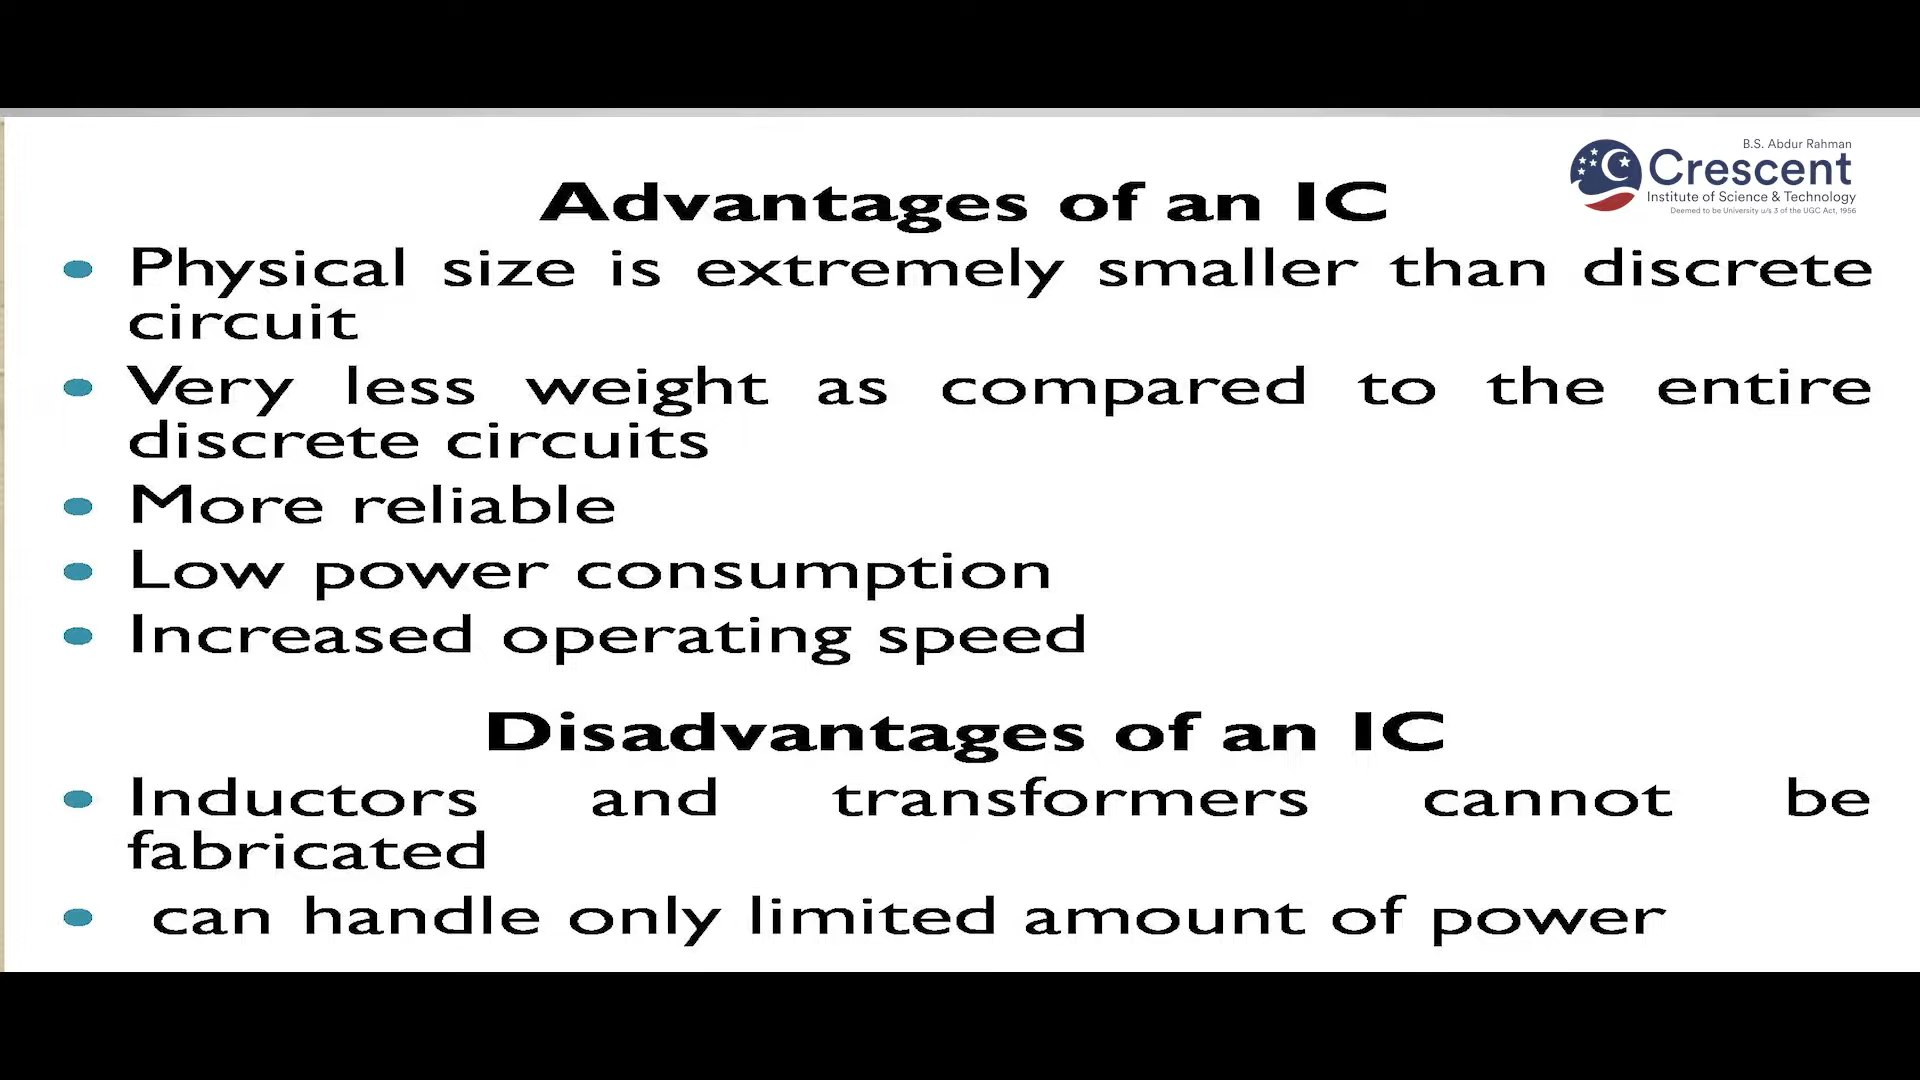 B.S. Abdur Rahman
Crescent
Institute of Science & Technology
Deemed to be University u/s 3 of the UGC Act, 1956
Advantages of an IC
• Physical size is extremely smaller than discrete
circuit
• Very less weight as compared to the entire
discrete circuits
• More reliable
• Low power consumption
• Increased operating speed
Disadvantages of an IC
• Inductors and transformers cannot be
fabricated
• can handle only limited amount of power